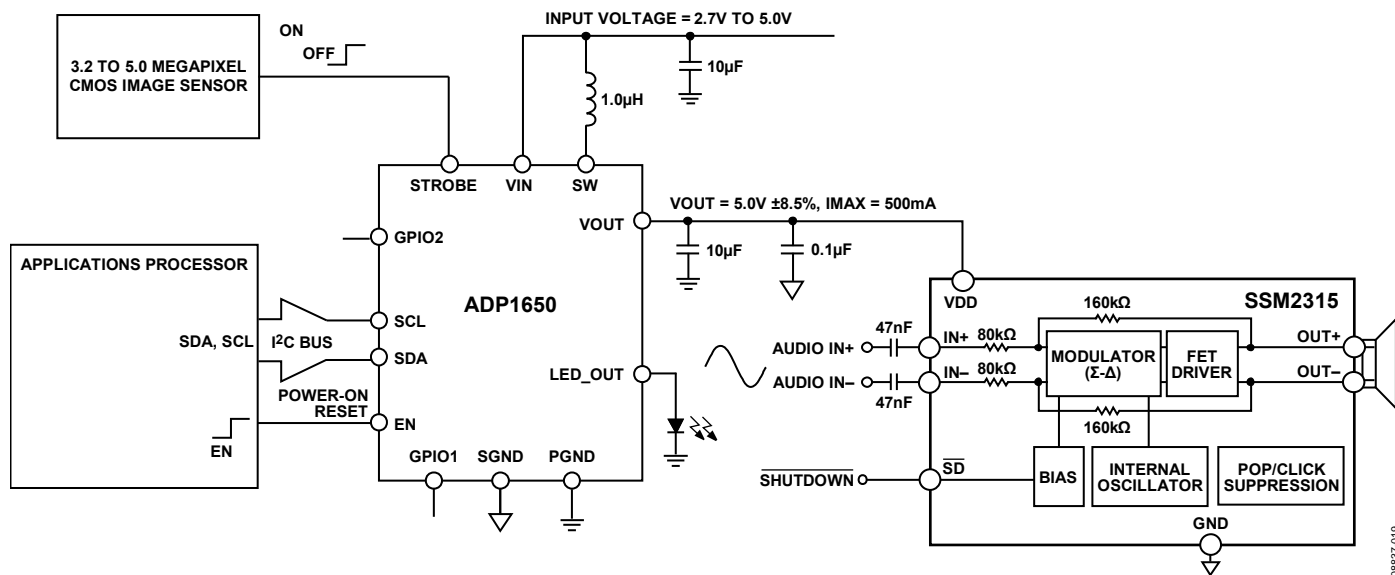 INPUT VOLTAGE = 2.7V TO 5.0V
ON
OFF
3.2 TO 5.0 MEGAPIXEL
CMOS IMAGE SENSOR
10µF
1.0µH
STROBE
VIN
SW
VOUT
VOUT = 5.0V ±8.5%, IMAX = 500mA
10µF
0.1µF
GPIO2
APPLICATIONS PROCESSOR
ADP1650
SDA, SCL
I²C BUS
SCL
SDA
LED_OUT
POWER-ON
RESET
EN
EN
GPIO1
SGND
PGND
VDD
SSM2315
160kΩ
47nF
AUDIO IN+
IN+
80kΩ
MODULATOR
(Σ-Δ)
FET
DRIVER
OUT+
AUDIO IN–
IN–
80kΩ
OUT–
47nF
160kΩ
SHUTDOWN
SD
BIAS
INTERNAL
OSCILLATOR
POP/CLICK
SUPPRESSION
GND
08837-019